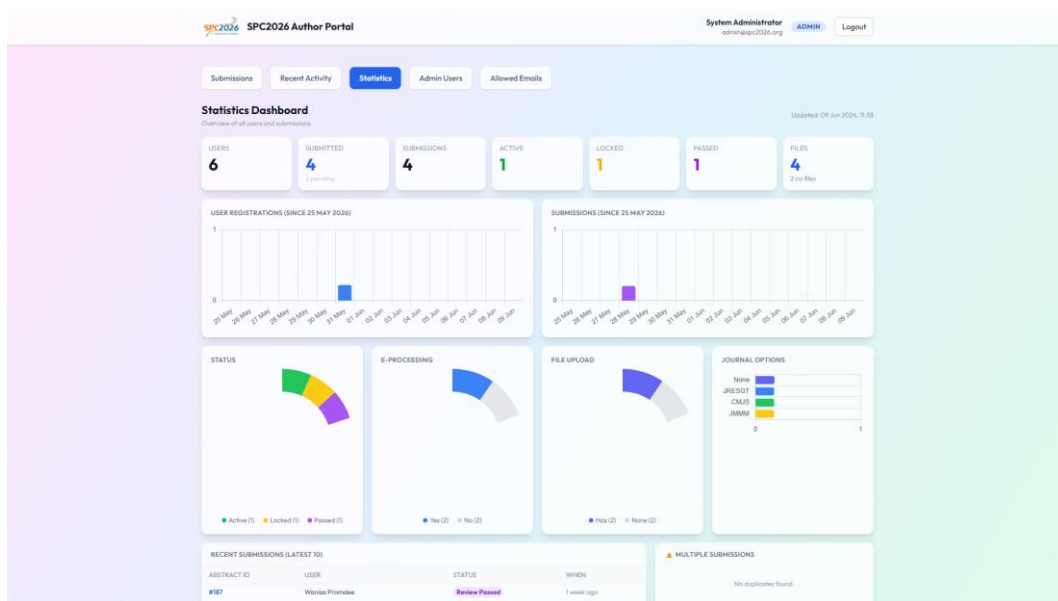 SPC2026 SPC2026 Author Portal
System Administrator
admin@spc2026.org
ADMIN
Logout
Submissions
Recent Activity
Statistics
Admin Users
Allowed Emails
Statistics Dashboard
Overview of all users and submissions
Updated: 09 Jun 2026, 11:38
USERS
6
SUBMITTED
4
2 pending
SUBMISSIONS
4
ACTIVE
1
LOCKED
1
PASSED
1
FILES
4
2 no files
USER REGISTRATIONS (SINCE 25 MAY 2026)
1
0
25 May 26 May 27 May 28 May 29 May 30 May 31 May 01 Jun 02 Jun 03 Jun 04 Jun 05 Jun 06 Jun 07 Jun 08 Jun 09 Jun
SUBMISSIONS (SINCE 25 MAY 2026)
1
0
25 May 26 May 27 May 28 May 29 May 30 May 31 May 01 Jun 02 Jun 03 Jun 04 Jun 05 Jun 06 Jun 07 Jun 08 Jun 09 Jun
STATUS
Active (1) Locked (1) Passed (1)
E-PROCEEDING
Yes (2) No (2)
FILE UPLOAD
Has (2) None (2)
JOURNAL OPTIONS
None
JRESGT
CMJS
JMMM
0 1
RECENT SUBMISSIONS (LATEST 10)
ABSTRACT ID USER STATUS WHEN
#187 Wanisa Promdee Review Passed 1 week ago
MULTIPLE SUBMISSIONS
No duplicates found.